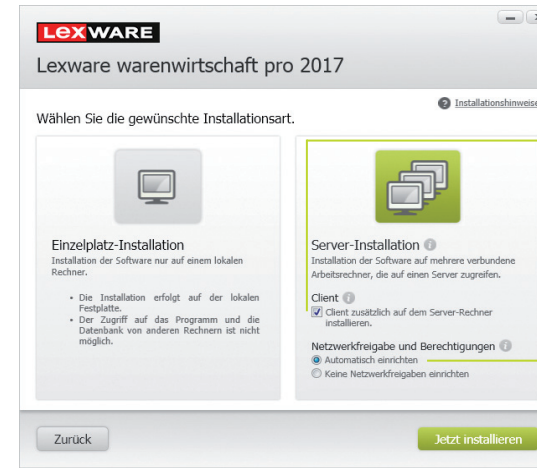 LEXWARE
Lexware warenwirtschaft pro 2017
Installationshinweise
Wählen Sie die gewünschte Installationsart.
Einzelplatz-Installation
Installation der Software nur auf einem lokalen
Rechner.
• Die Installation erfolgt auf der lokalen
Festplatte.
• Der Zugriff auf das Programm und die
Datenbank von anderen Rechnern ist nicht
möglich.
Server-Installation
Installation der Software auf mehrere verbundene
Arbeitsrechner, die auf einen Server zugreifen.
Client
Client zusätzlich auf dem Server-Rechner
installieren.
Netzwerkfreigabe und Berechtigungen
Automatisch einrichten
Keine Netzwerkfreigaben einrichten
Zurück
Jetzt installieren